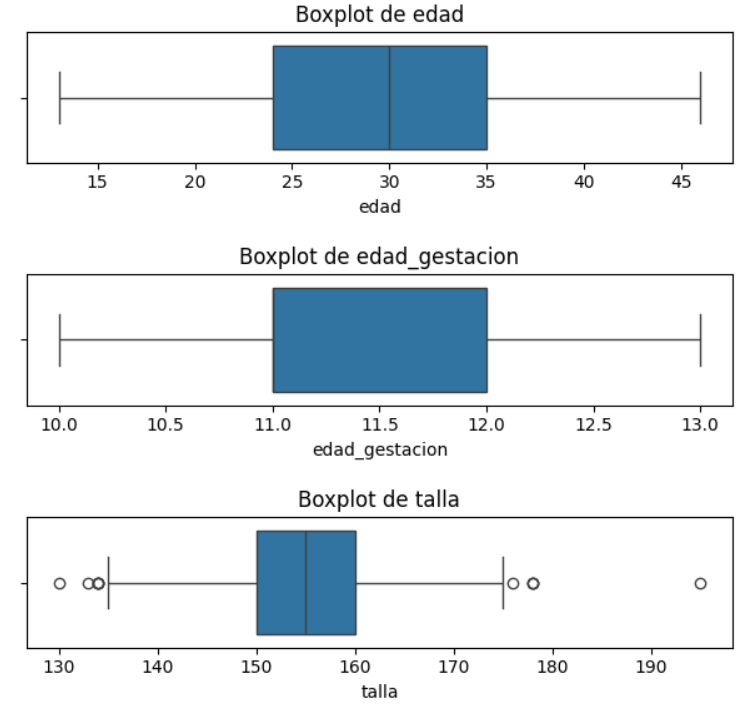 Boxplot de edad
15 20 25 30 35 40 45
edad
Boxplot de edad_gestacion
10.0 10.5 11.0 11.5 12.0 12.5 13.0
edad_gestacion
Boxplot de talla
130 140 150 160 170 180 190
talla